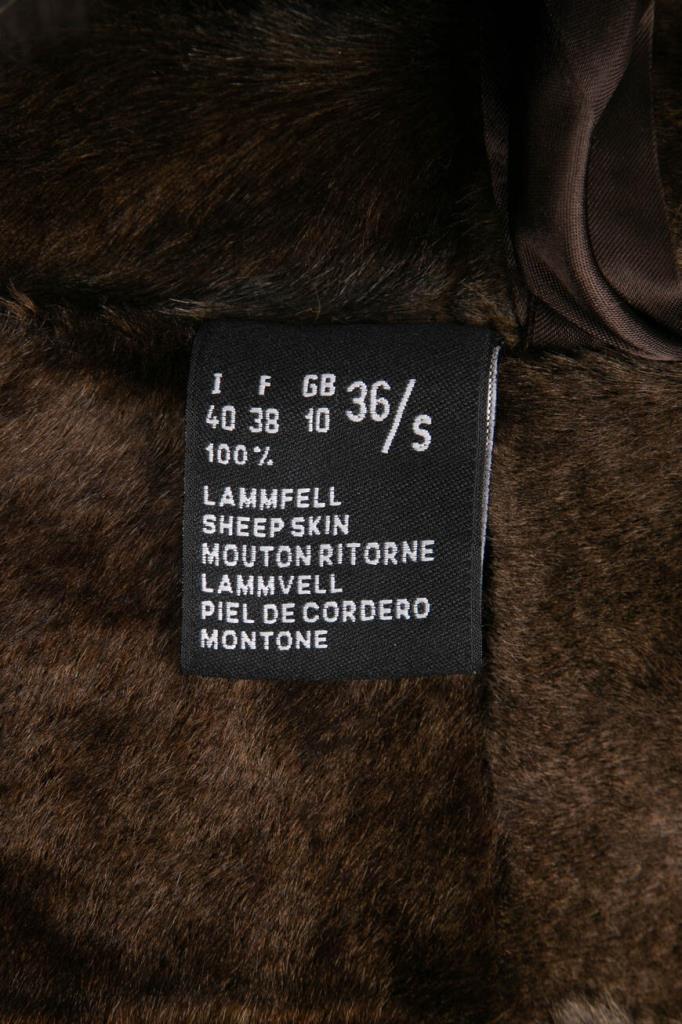 I F GB 36/S
40 38 10
100%
LAMMFELL
SHEEP SKIN
MOUTON RITORNE
LAMMVELL
PIEL DE CORDERO
MONTONE